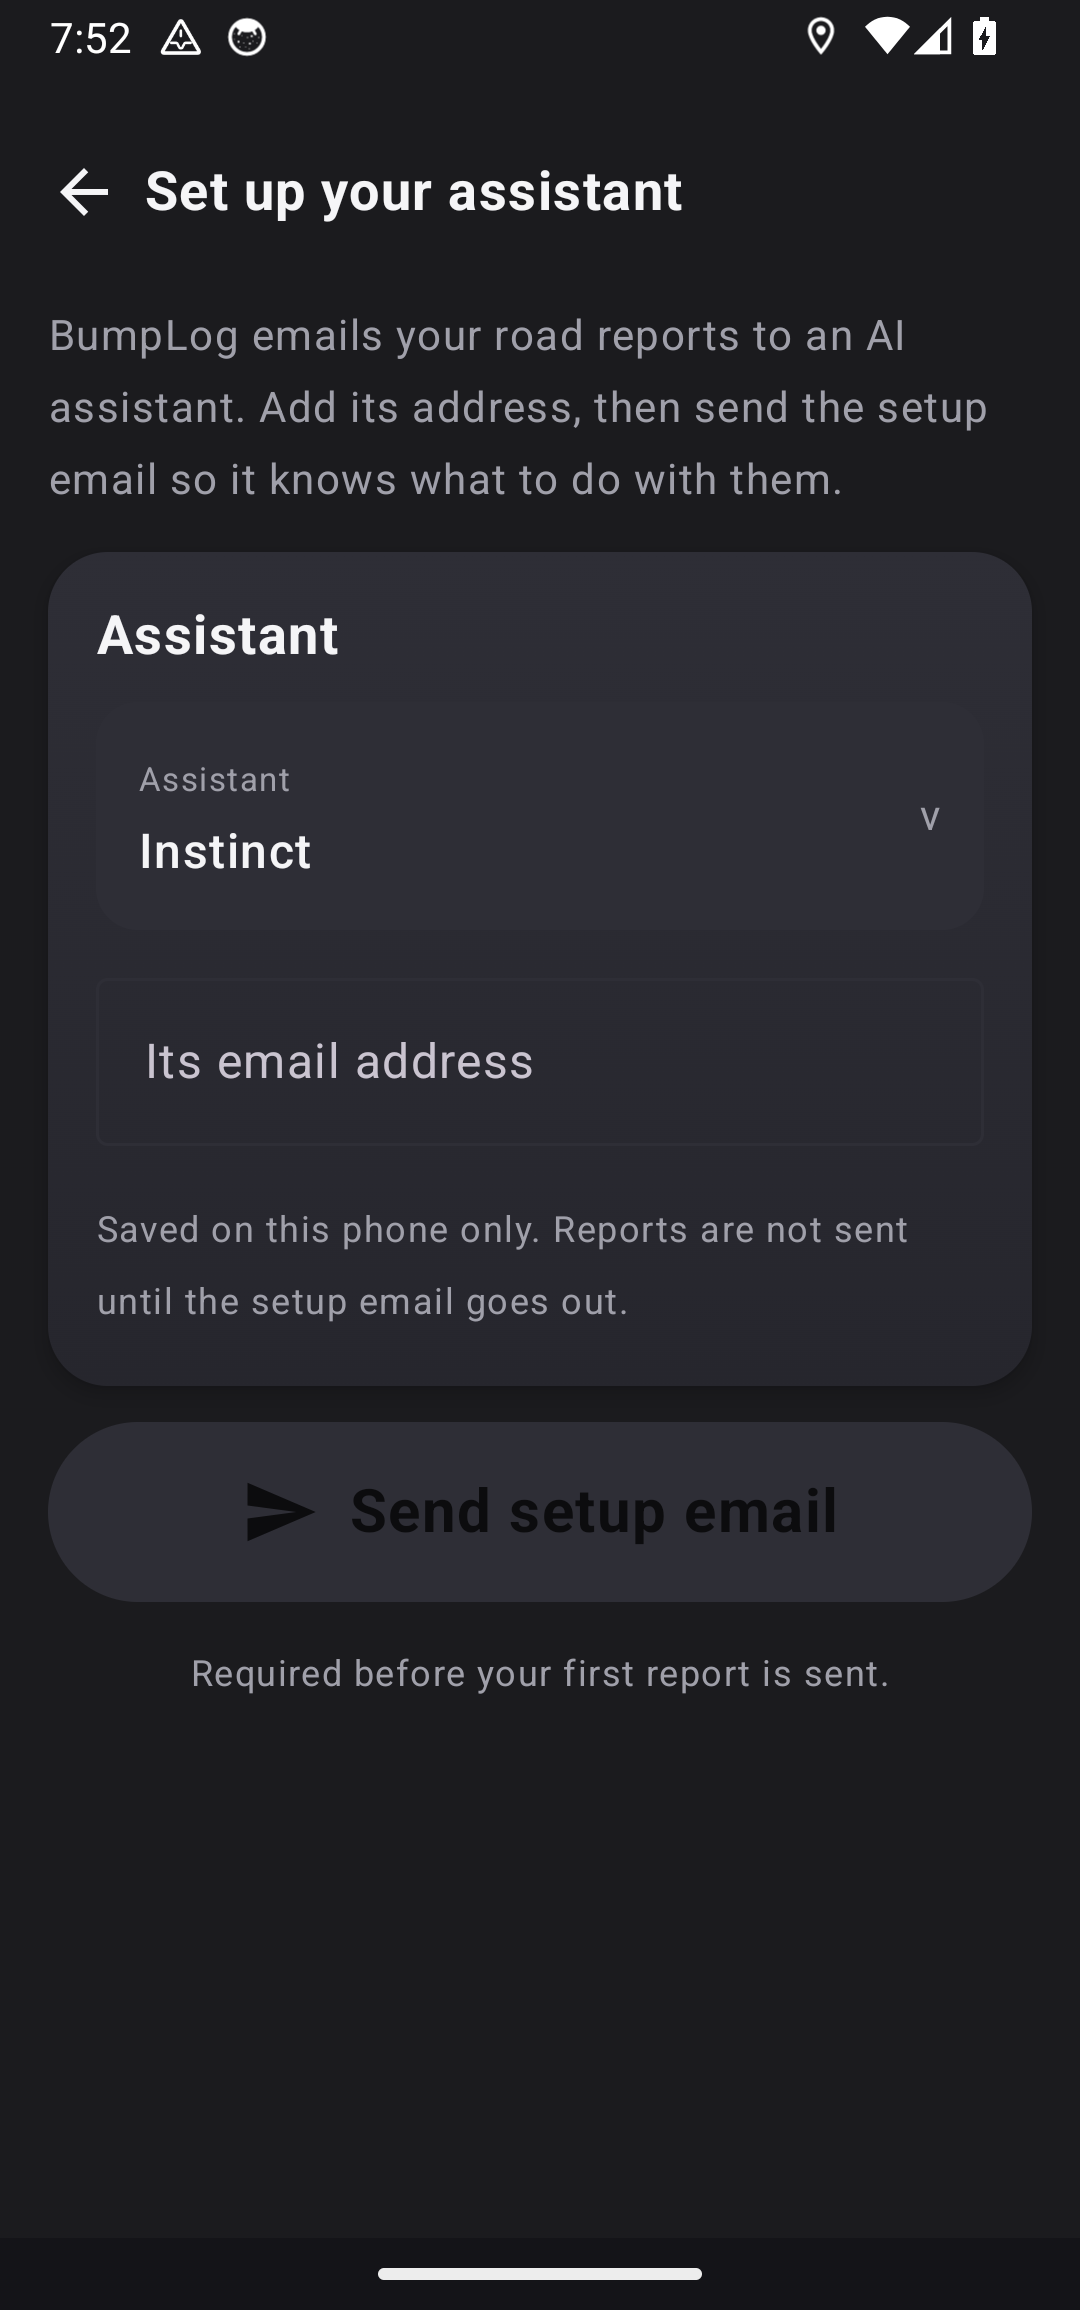 7:52
Set up your assistant
BumpLog emails your road reports to an AI
assistant. Add its address, then send the setup
email so it knows what to do with them.
Assistant
Assistant
Instinct
v
Its email address
Saved on this phone only. Reports are not sent
until the setup email goes out.
Send setup email
Required before your first report is sent.